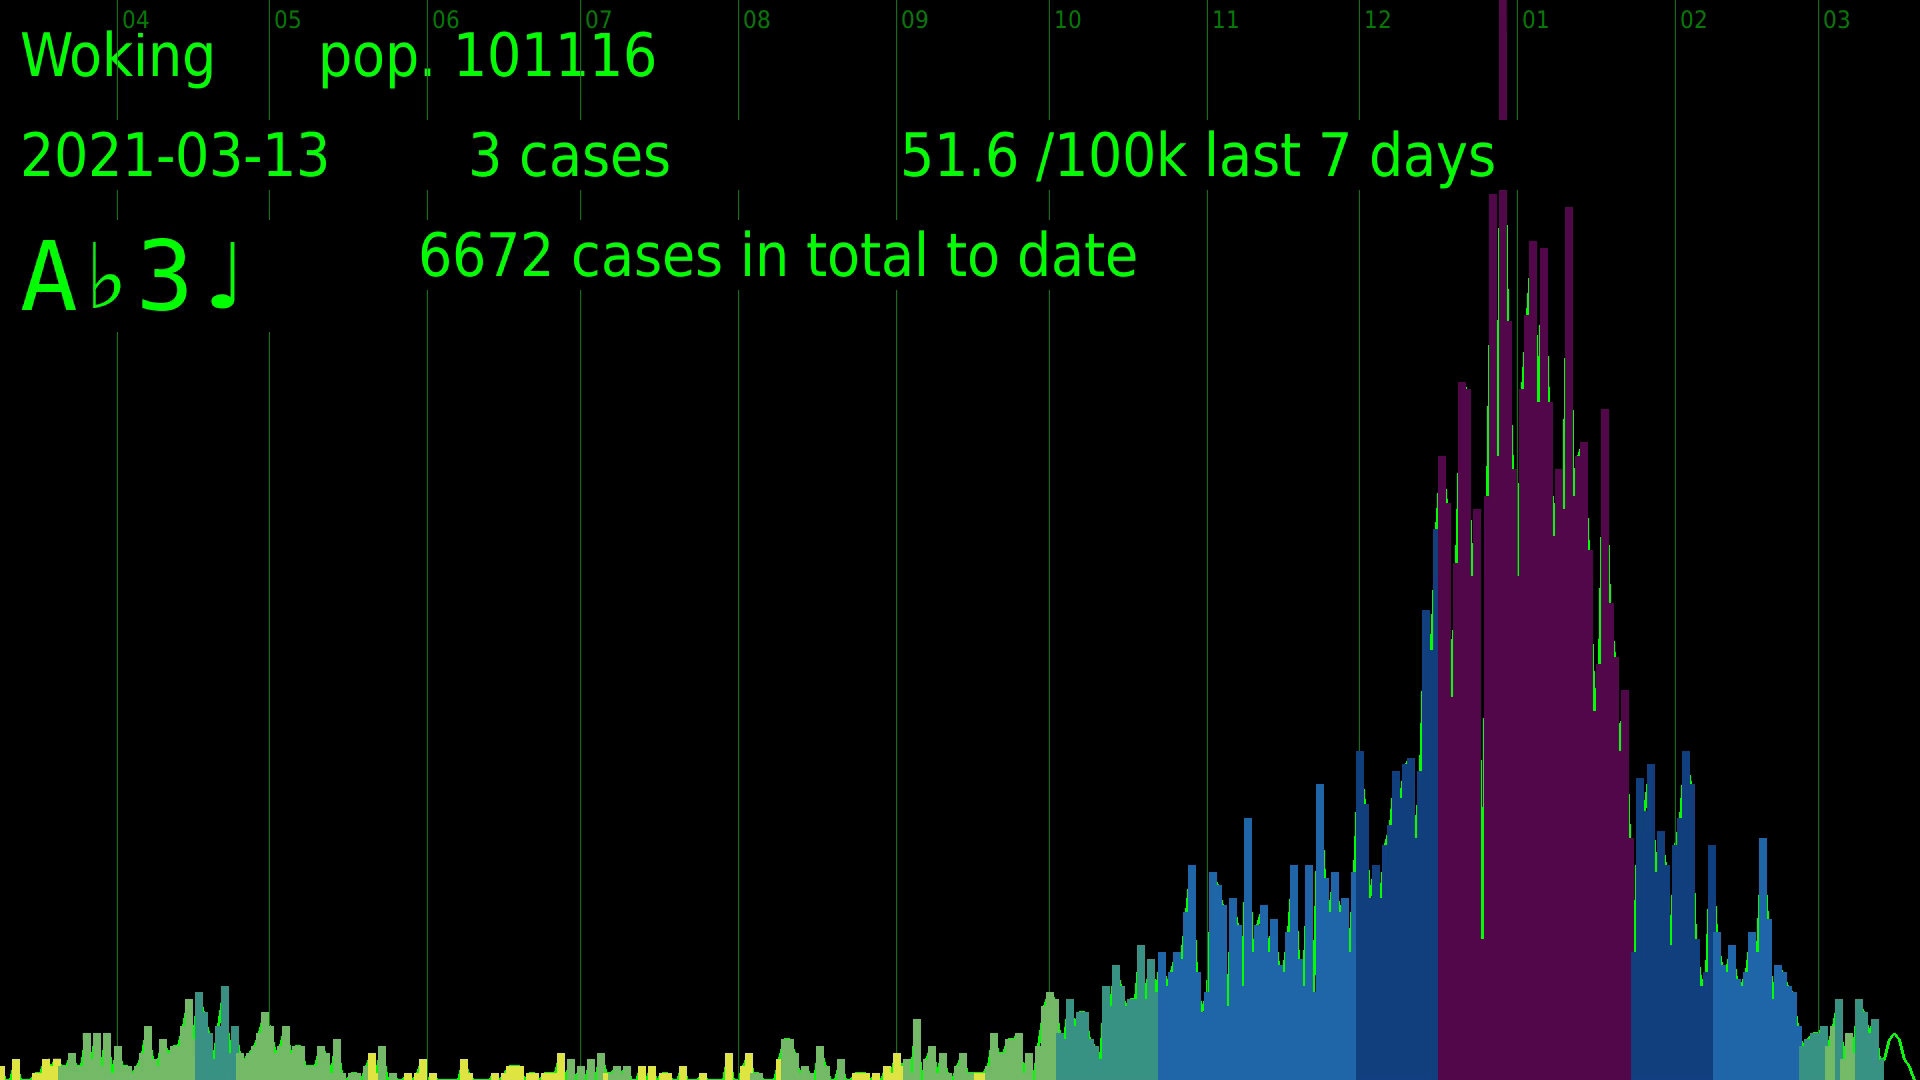 04 05 06 07 08 09 10 11 12 01 02 03
Woking pop. 101116
2021-03-13 3 cases 51.6 /100k last 7 days
A♭3♩ 6672 cases in total to date